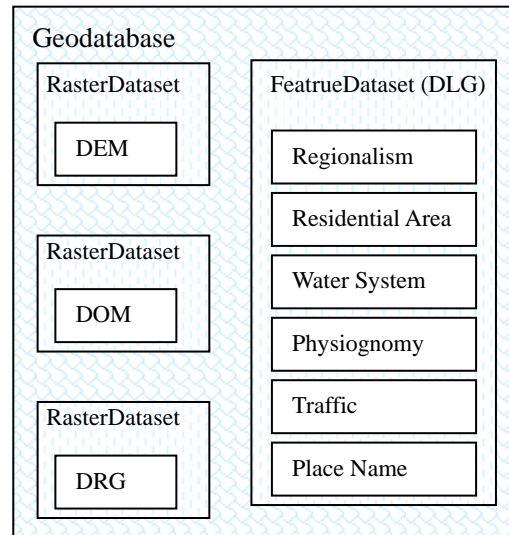 Geodatabase
RasterDataset
DEM
RasterDataset
DOM
RasterDataset
DRG
FeatrueDataset (DLG)
Regionalism
Residential Area
Water System
Physiognomy
Traffic
Place Name